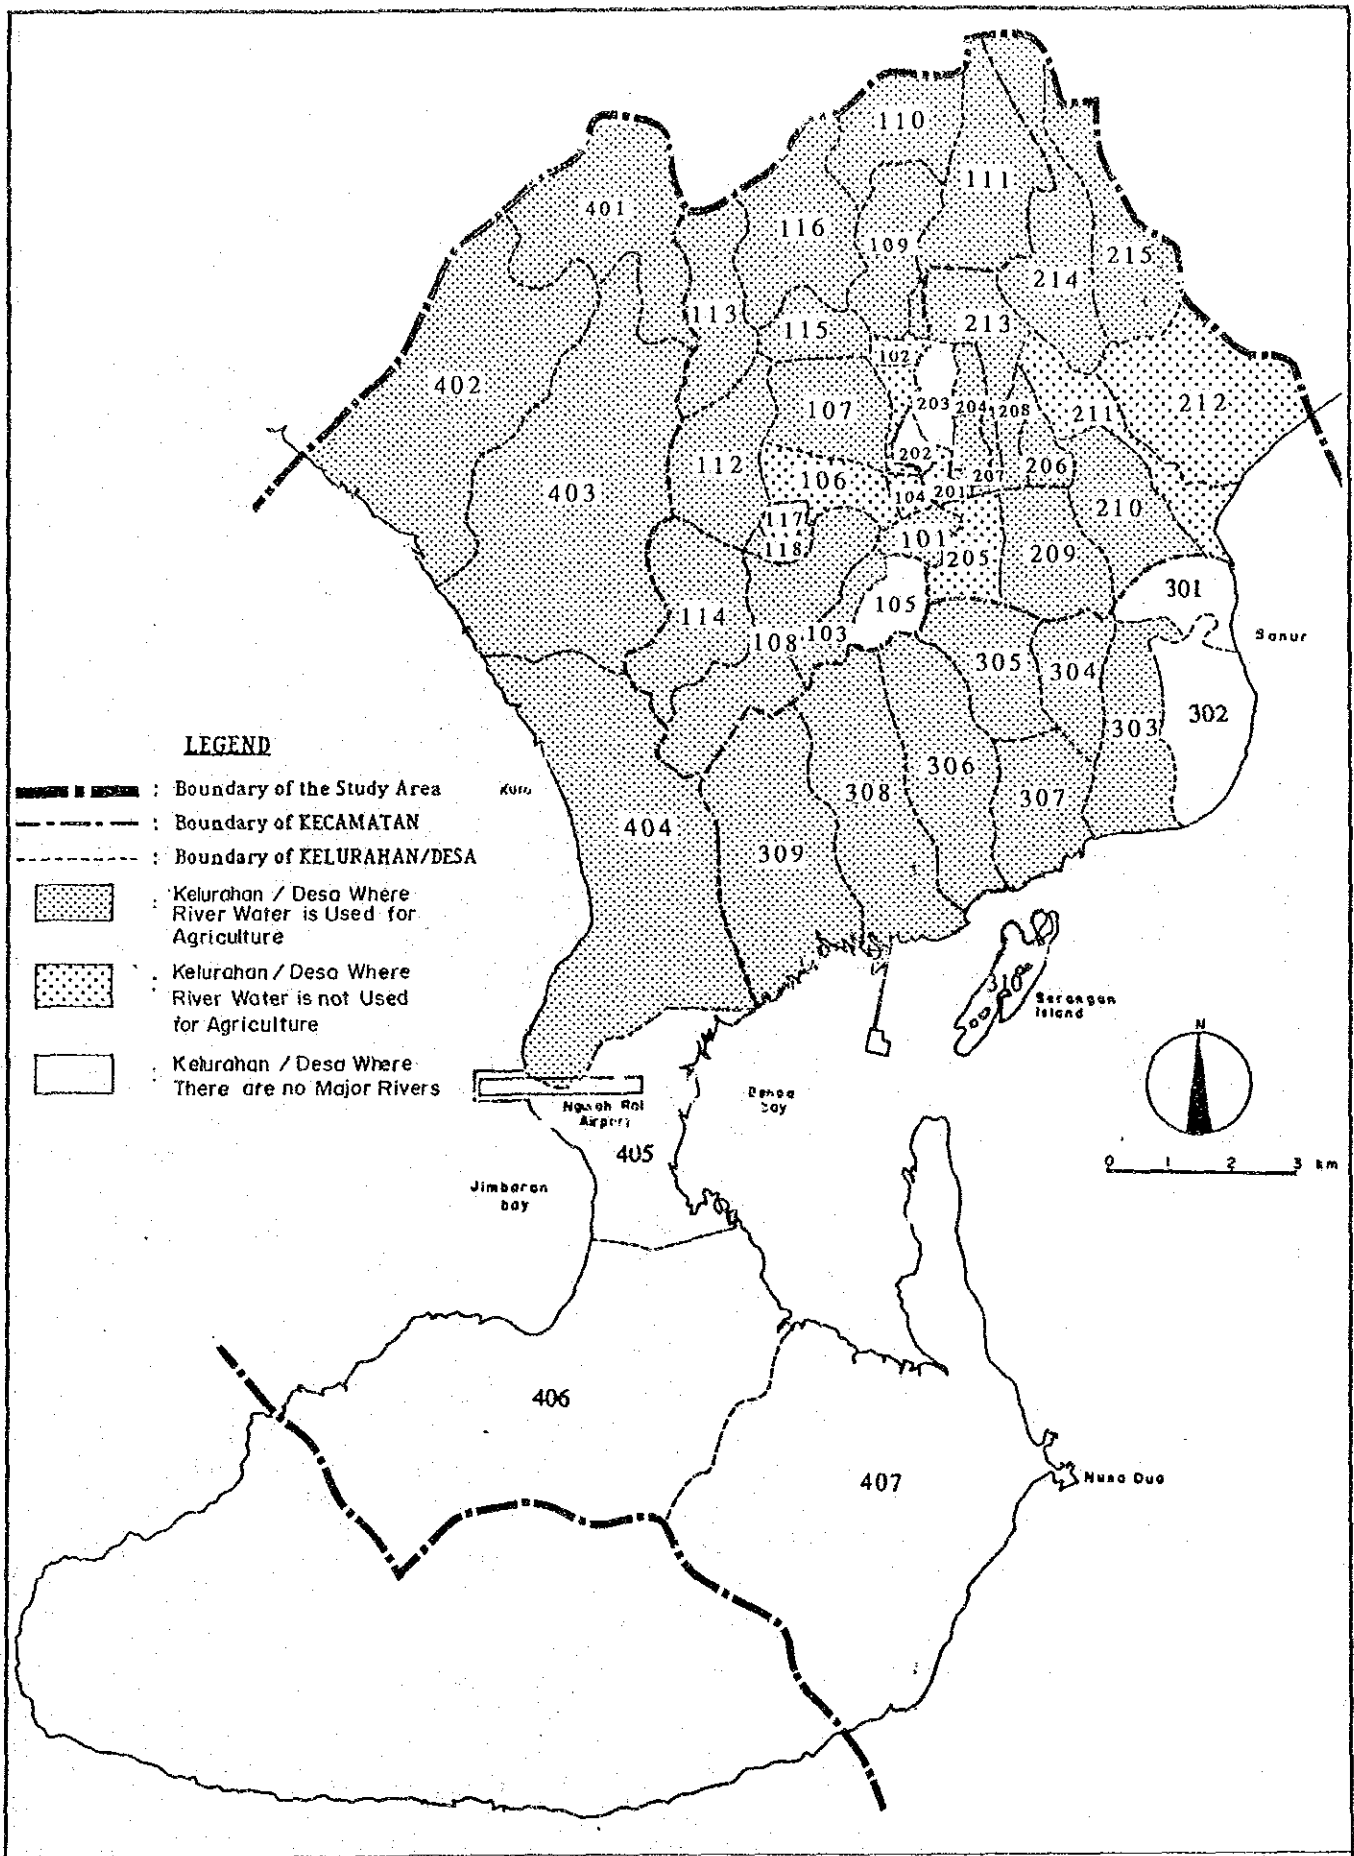 110
111
401
116
109
215
214
113
115
213
102
402
107
203
204
208
211
212
202
112
106
206
207
403
104
201
117
210
101
118
205
209
105
301
114
103
108
Sanur
305
304
302
303
LEGEND
306
: Boundary of the Study Area
308
307
: Boundary of KECAMATAN
404
309
: Boundary of KELURAHAN/DESA
: Kelurahan / Desa Where
River Water is Used for
Agriculture
: Kelurahan / Desa Where
River Water is not Used
for Agriculture
310
Serangan
Island
N
: Kelurahan / Desa Where
There are no Major Rivers
Ngurah Rai
Airport
bay
405
0 1 2 3 km
Jimbaran
bay
406
407
Nusa Dua